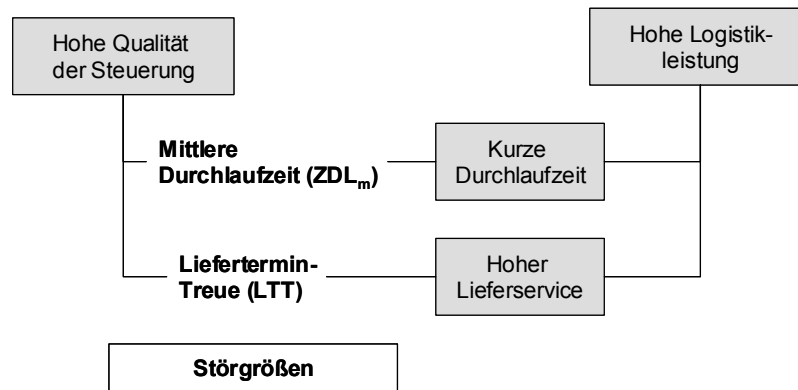 Hohe Qualität
der Steuerung
Hohe Logistik-
leistung
Mittlere
Durchlaufzeit (ZDLm)
Kurze
Durchlaufzeit
Liefertermin-
Treue (LTT)
Hoher
Lieferservice
Störgrößen